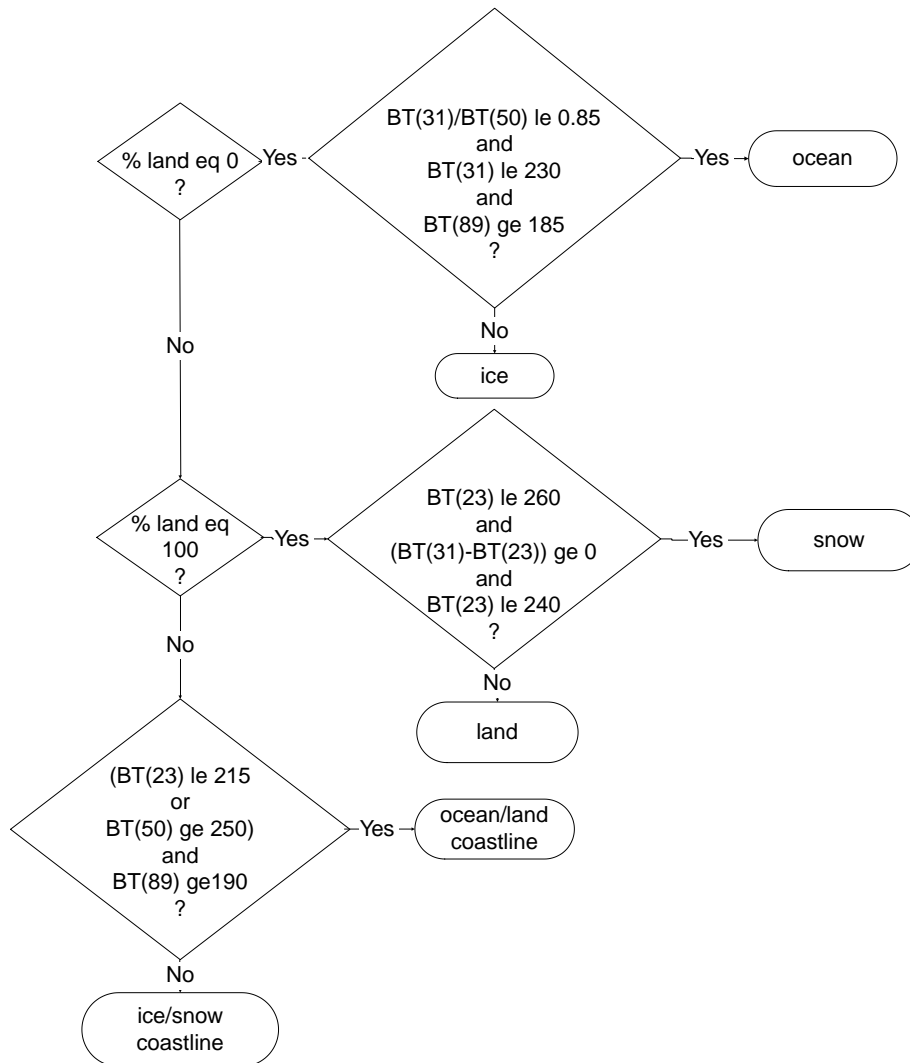 % land eq 0
?
Yes
BT(31)/BT(50) le 0.85
and
BT(31) le 230
and
BT(89) ge 185
?
Yes
ocean
No
ice
No
% land eq
100
?
Yes
BT(23) le 260
and
(BT(31)-BT(23)) ge 0
and
BT(23) le 240
?
Yes
snow
No
land
No
(BT(23) le 215
or
BT(50) ge 250)
and
BT(89) ge190
?
Yes
ocean/land
coastline
No
ice/snow
coastline